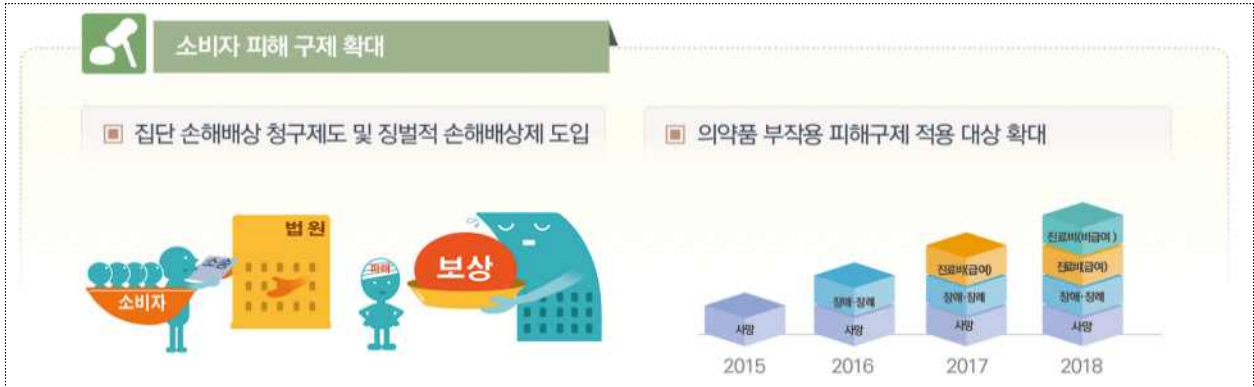 소비자 피해 구제 확대
집단 손해배상 청구제도 및 징벌적 손해배상제 도입
의약품 부작용 피해구제 적용 대상 확대
법원
소비자
피해
보상
진료비(비급여)
진료비(급여) 진료비(급여)
장애·장례 장애·장례 장애·장례
사망 사망 사망 사망
2015 2016 2017 2018